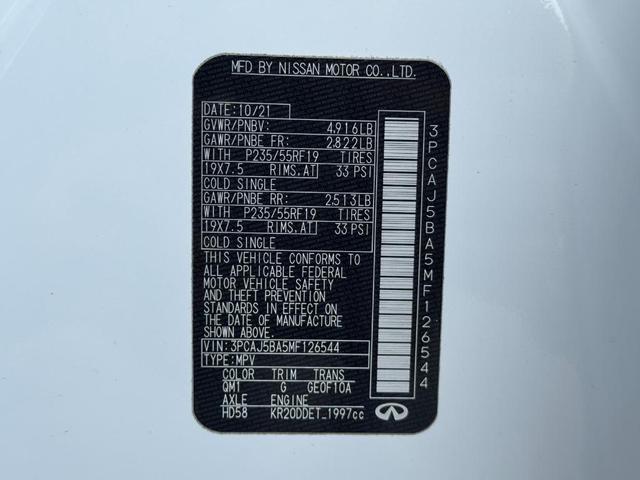 MFD BY NISSAN MOTOR CO.,LTD.
DATE:10/21
GVWR/PNBV: 4,916LB
GAWR/PNBE FR: 2,822LB
WITH P235/55RF19 TIRES
19X7.5 RIMS.AT 33 PSI
COLD SINGLE
GAWR/PNBE RR: 2,513LB
WITH P235/55RF19 TIRES
19X7.5 RIMS.AT 33 PSI
COLD SINGLE
THIS VEHICLE CONFORMS TO
ALL APPLICABLE FEDERAL
MOTOR VEHICLE SAFETY
AND THEFT PREVENTION
STANDARDS IN EFFECT ON
THE DATE OF MANUFACTURE
SHOWN ABOVE.
VIN:3PCAJ5BA5MF126544
TYPE:MPV
COLOR TRIM TRANS
QM1 G GE0F10A
AXLE ENGINE
HD58 KR20DDET_1997cc
3PCAJ5BA5MF126544